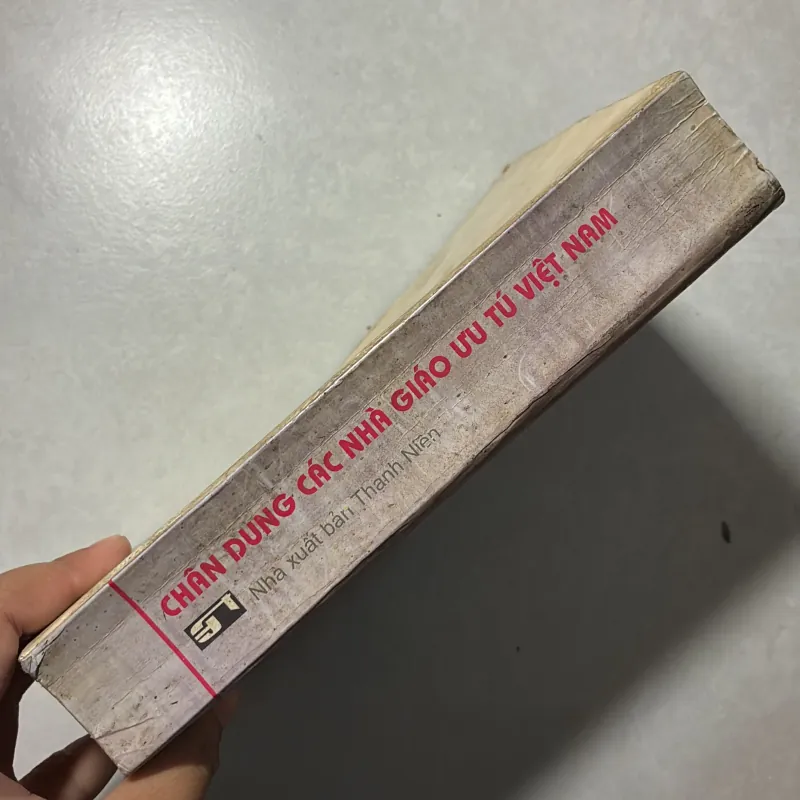 CHÂN DUNG CÁC NHÀ GIÁO ƯU TÚ VIỆT NAM
Nhà xuất bản Thanh Niên